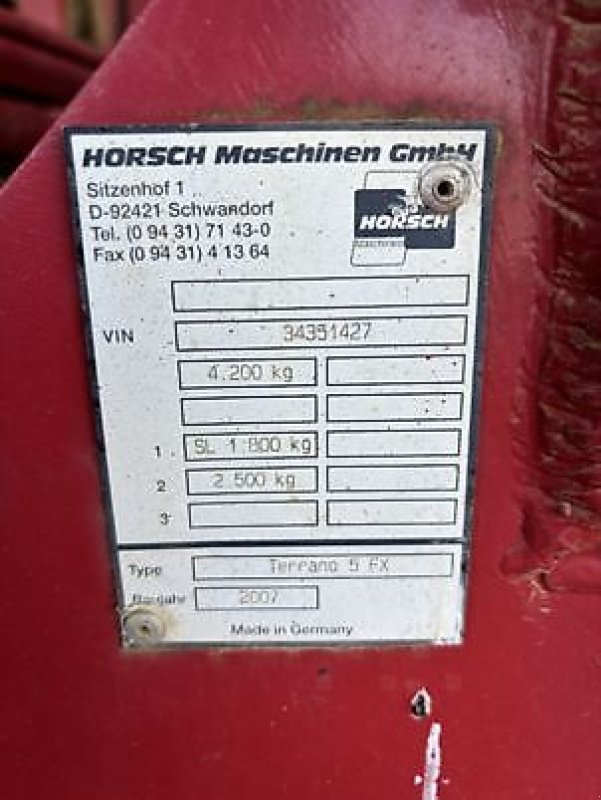 HORSCH Maschinen GmbH
Sitzenhof 1
D-92421 Schwandorf
Tel. (0 94 31) 71 43-0
Fax (0 94 31) 4 13 64
HORSCH
VIN 34351427
4.200 kg
1. SL 1 800 kg
2 2 500 kg
3
Type Terrano 5 FX
Baujahr 2007
Made in Germany